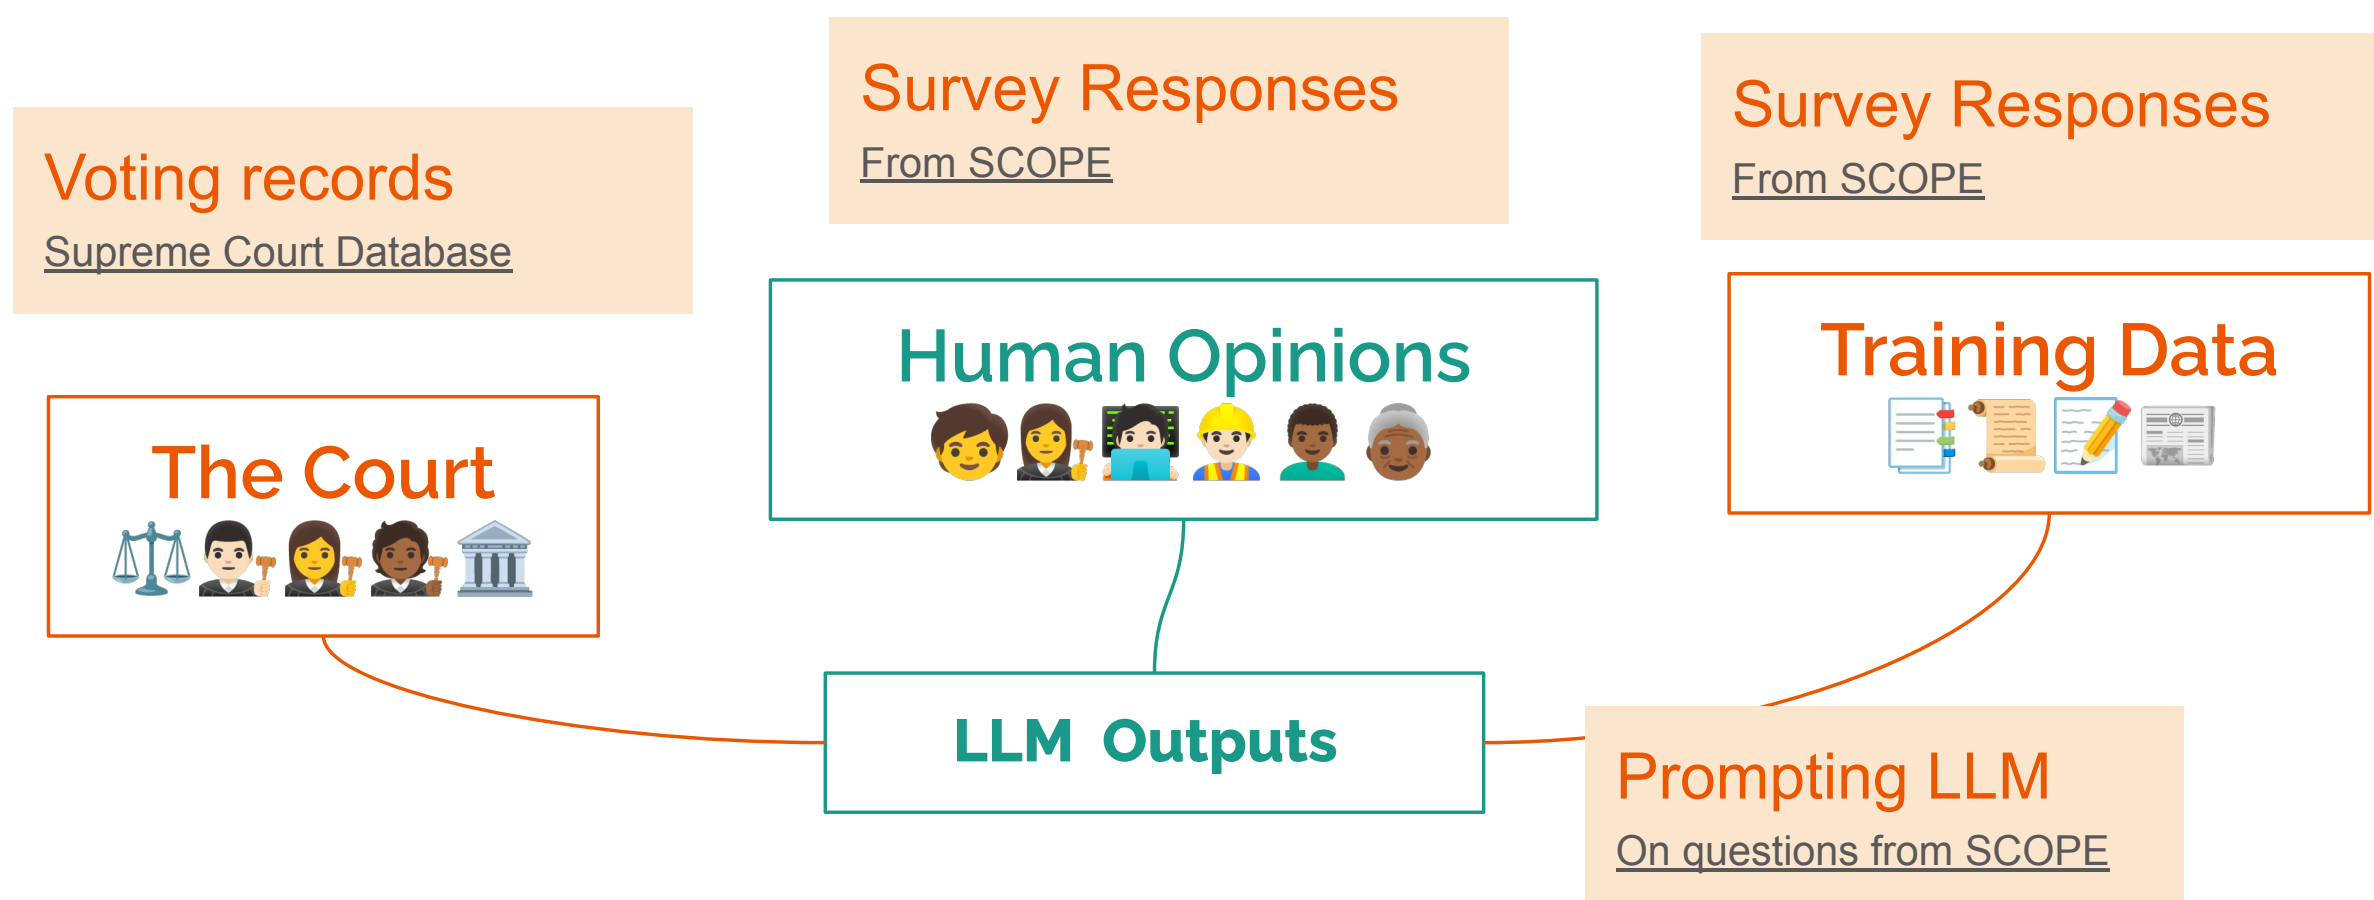 Voting records
Supreme Court Database
The Court
Survey Responses
From SCOPE
Human Opinions
Survey Responses
From SCOPE
Training Data
LLM Outputs
Prompting LLM
On questions from SCOPE